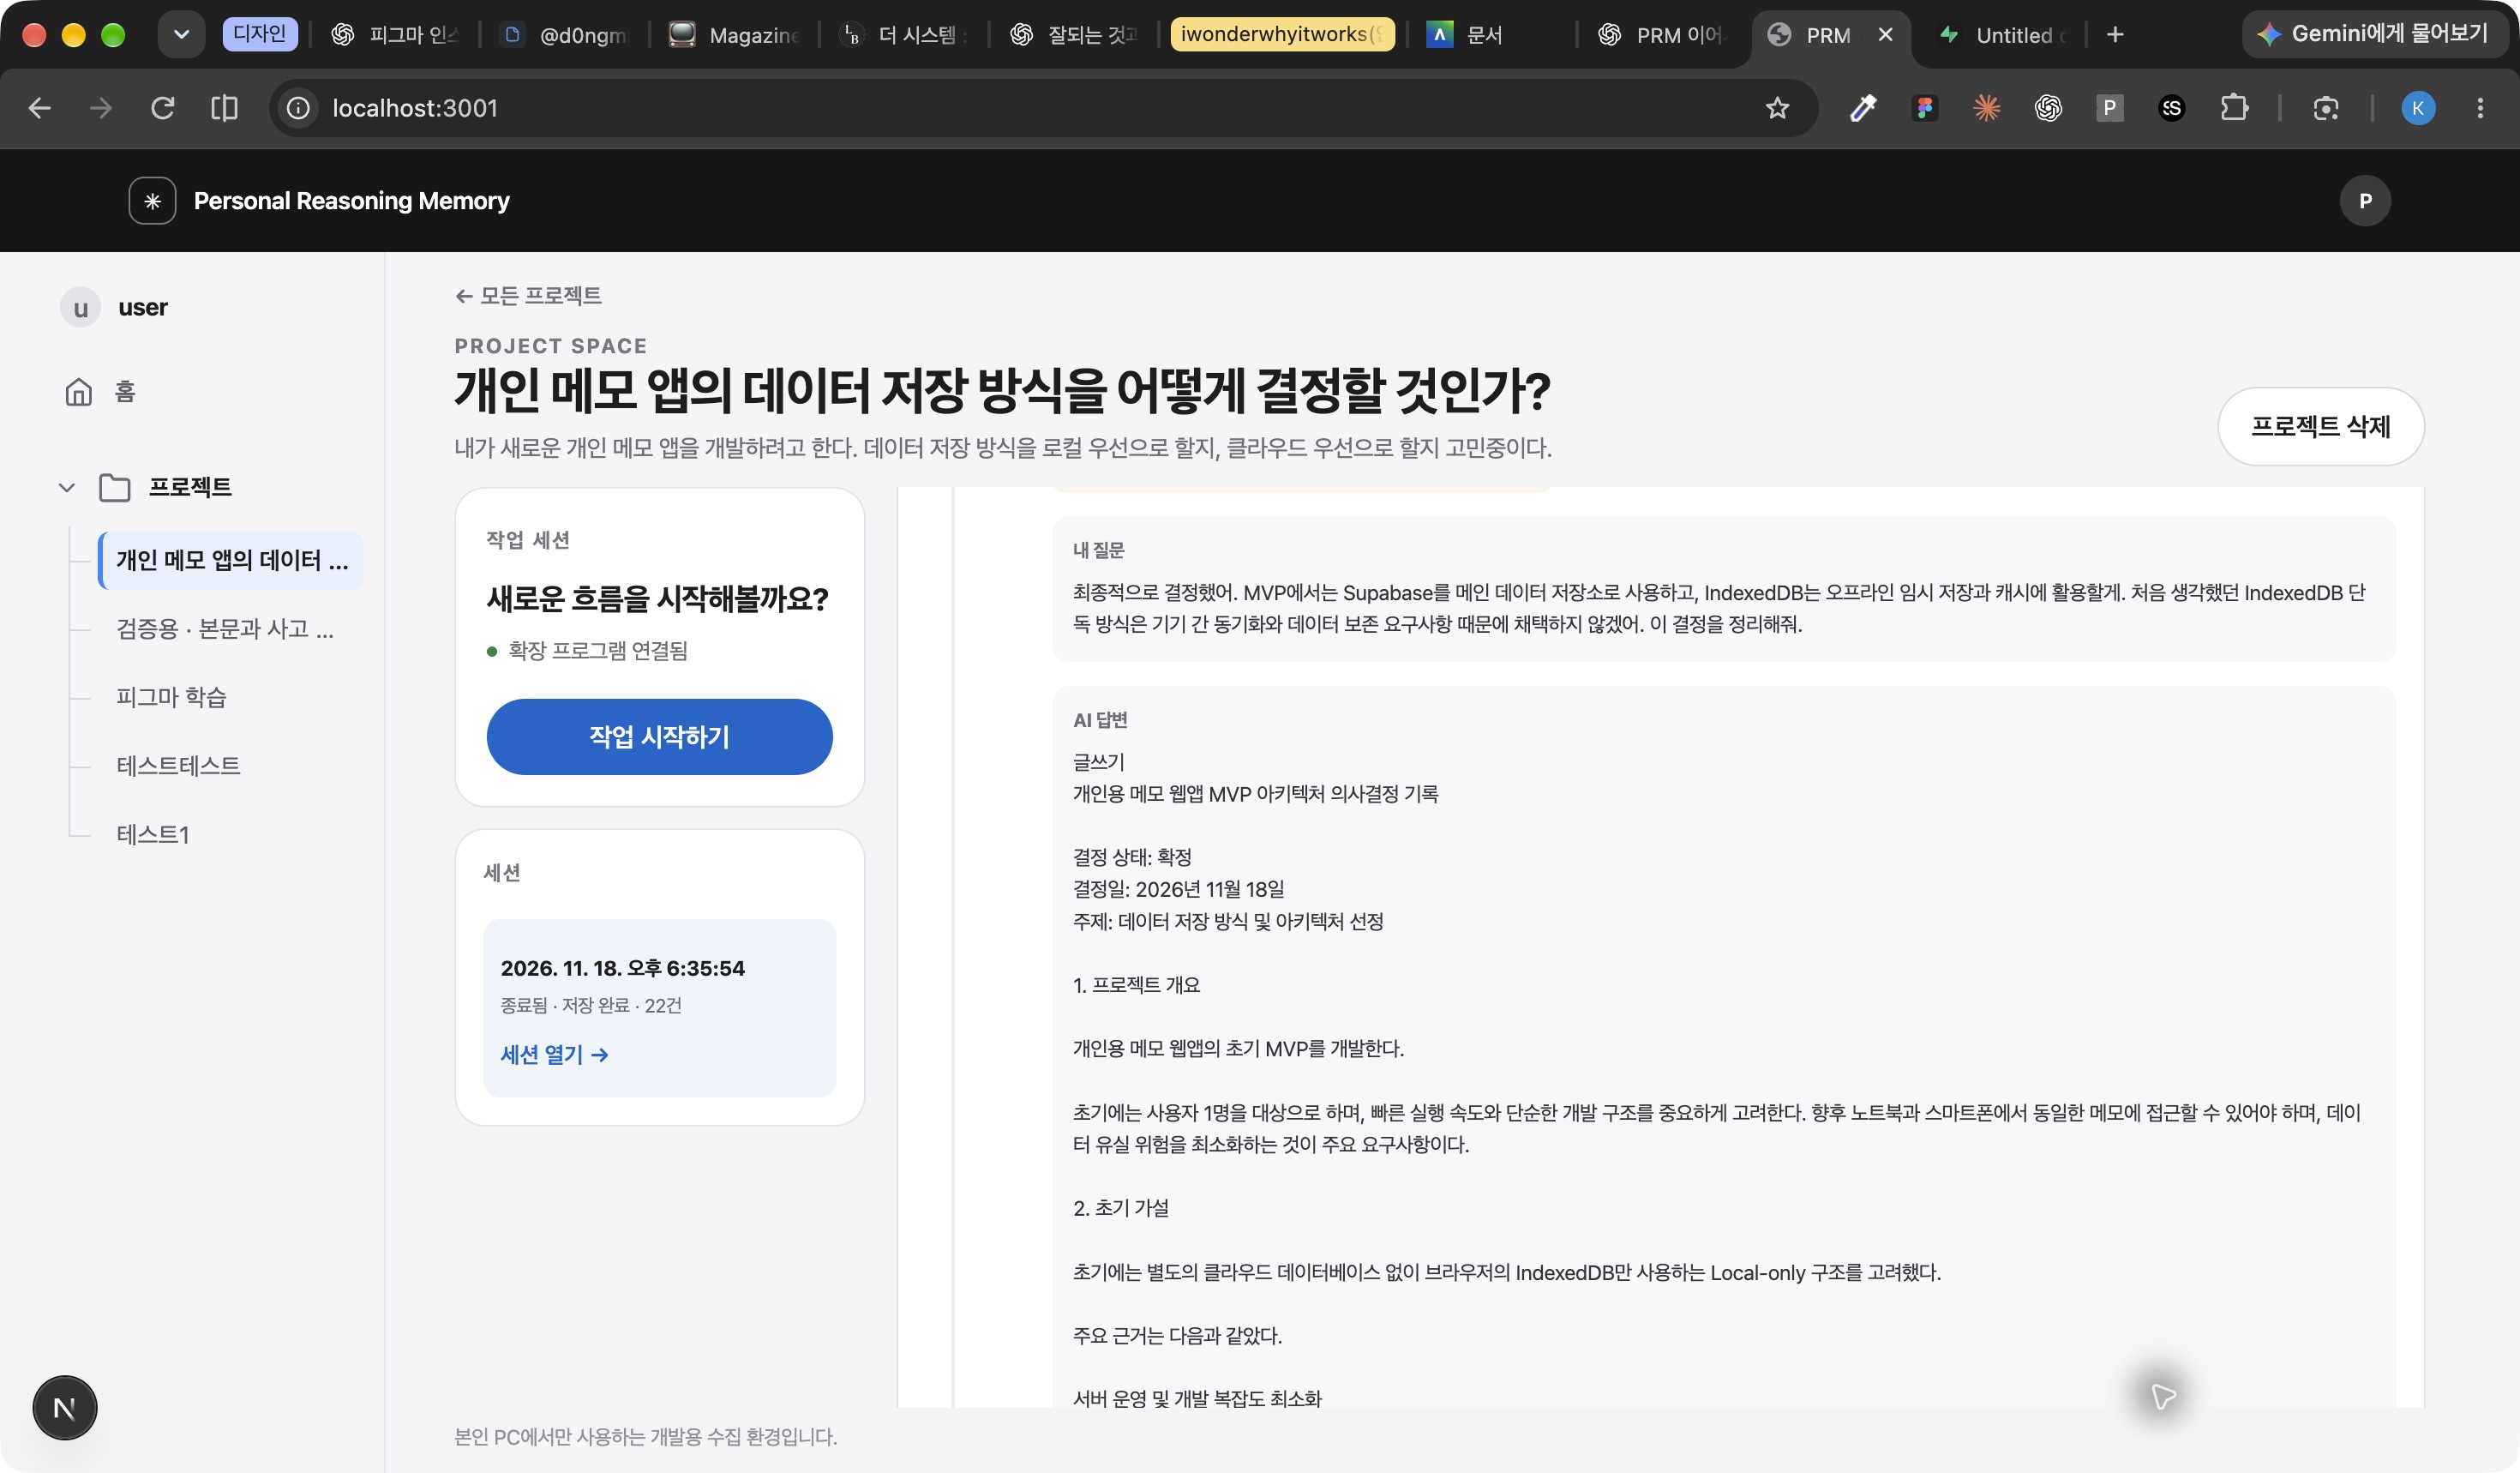 디자인
피그마 인스
@d0ngm
Magazine
더 시스템 :
잘되는 것과
iwonderwhyitworks(9
문서
PRM 이어
PRM
Untitled
Gemini에게 물어보기
localhost:3001
K
Personal Reasoning Memory
P
u
user
홈
프로젝트
개인 메모 앱의 데이터 ...
검증용 · 본문과 사고 ...
피그마 학습
테스트테스트
테스트1
← 모든 프로젝트
PROJECT SPACE
개인 메모 앱의 데이터 저장 방식을 어떻게 결정할 것인가?
내가 새로운 개인 메모 앱을 개발하려고 한다. 데이터 저장 방식을 로컬 우선으로 할지, 클라우드 우선으로 할지 고민중이다.
프로젝트 삭제
작업 세션
새로운 흐름을 시작해볼까요?
확장 프로그램 연결됨
작업 시작하기
세션
2026. 11. 18. 오후 6:35:54
종료됨 · 저장 완료 · 22건
세션 열기 →
내 질문
최종적으로 결정했어. MVP에서는 Supabase를 메인 데이터 저장소로 사용하고, IndexedDB는 오프라인 임시 저장과 캐시에 활용할게. 처음 생각했던 IndexedDB 단
독 방식은 기기 간 동기화와 데이터 보존 요구사항 때문에 채택하지 않겠어. 이 결정을 정리해줘.
AI 답변
글쓰기
개인용 메모 웹앱 MVP 아키텍처 의사결정 기록
결정 상태: 확정
결정일: 2026년 11월 18일
주제: 데이터 저장 방식 및 아키텍처 선정
1. 프로젝트 개요
개인용 메모 웹앱의 초기 MVP를 개발한다.
초기에는 사용자 1명을 대상으로 하며, 빠른 실행 속도와 단순한 개발 구조를 중요하게 고려한다. 향후 노트북과 스마트폰에서 동일한 메모에 접근할 수 있어야 하며, 데이
터 유실 위험을 최소화하는 것이 주요 요구사항이다.
2. 초기 가설
초기에는 별도의 클라우드 데이터베이스 없이 브라우저의 IndexedDB만 사용하는 Local-only 구조를 고려했다.
주요 근거는 다음과 같았다.
서버 운영 및 개발 복잡도 최소화
N
본인 PC에서만 사용하는 개발용 수집 환경입니다.